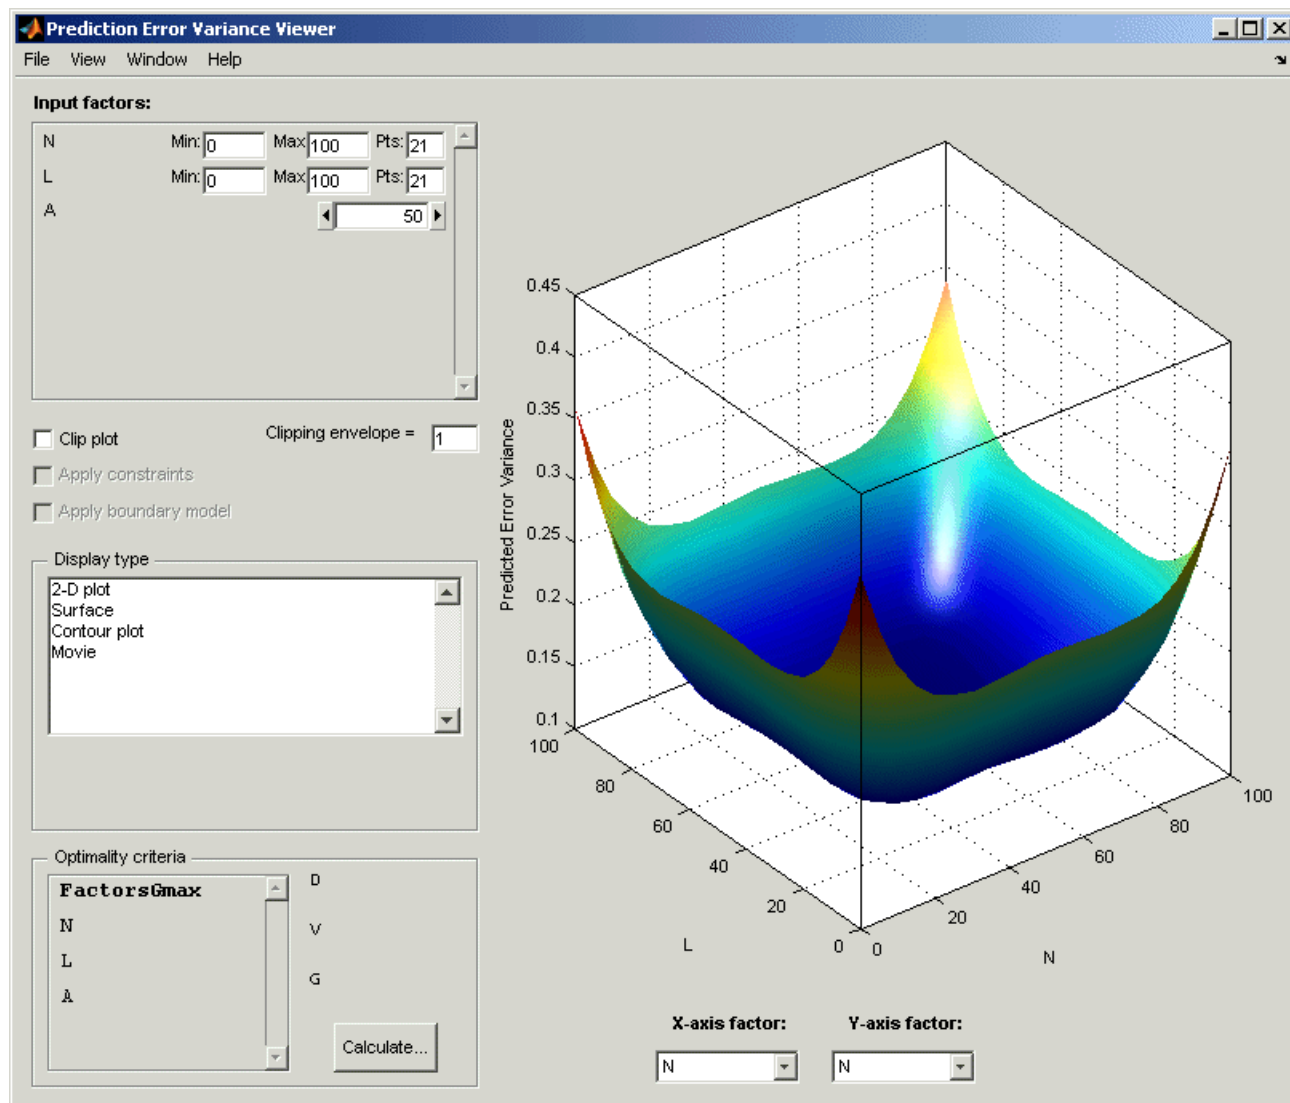 Prediction Error Variance Viewer
File View Window Help
Input factors:
N Min: 0 Max 100 Pts: 21
L Min: 0 Max 100 Pts: 21
A 50
Clip plot Clipping envelope = 1
Apply constraints
Apply boundary model
Display type
2-D plot
Surface
Contour plot
Movie
Optimality criteria
FactorsGmax
N
L
A
D
V
G
Calculate...
Predicted Error Variance
0.45
0.4
0.35
0.3
0.25
0.2
0.15
0.1
100
80
60
40
20
0
L
0
20
40
60
80
100
N
X-axis factor: Y-axis factor:
N N